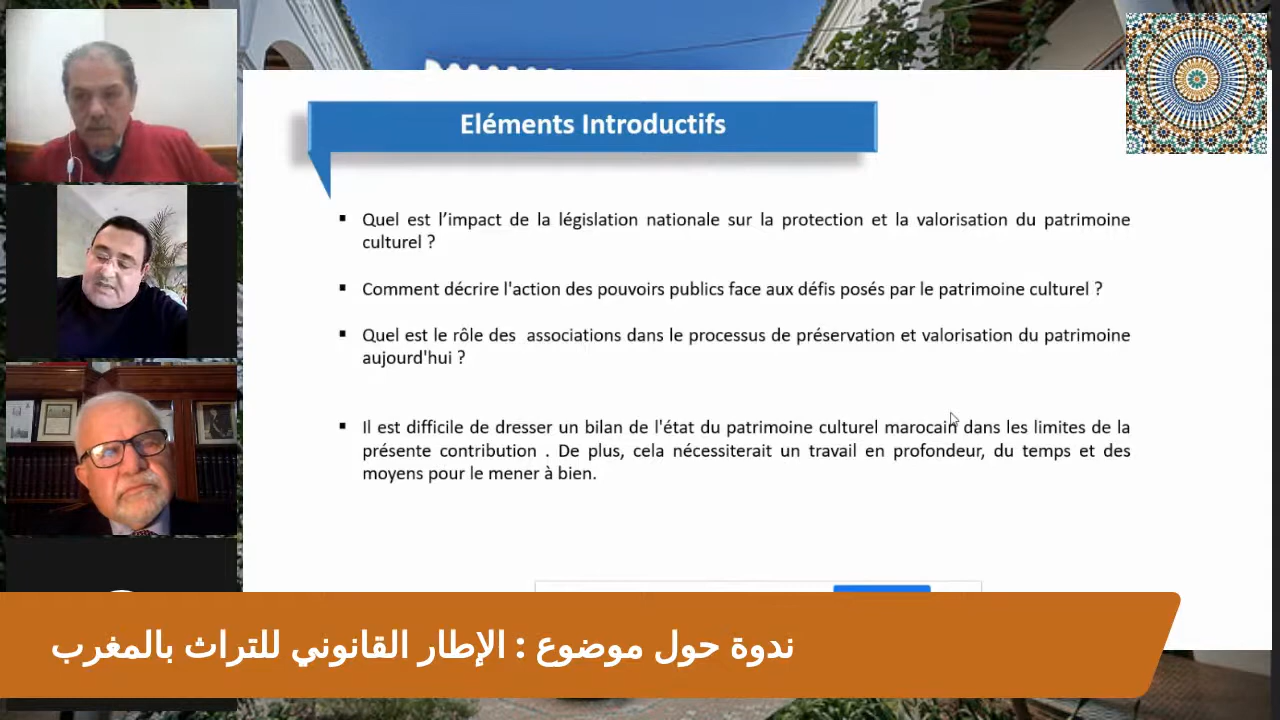 Eléments Introductifs
▪ Quel est l’impact de la législation nationale sur la protection et la valorisation du patrimoine
culturel ?
▪ Comment décrire l'action des pouvoirs publics face aux défis posés par le patrimoine culturel ?
▪ Quel est le rôle des associations dans le processus de préservation et valorisation du patrimoine
aujourd'hui ?
▪ Il est difficile de dresser un bilan de l'état du patrimoine culturel marocain dans les limites de la
présente contribution . De plus, cela nécessiterait un travail en profondeur, du temps et des
moyens pour le mener à bien.
ندوة حول موضوع : الإطار القانوني للتراث بالمغرب